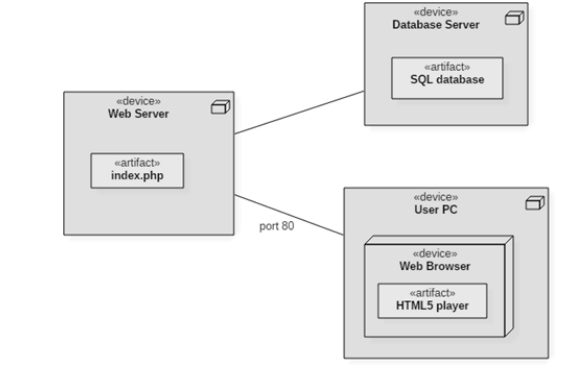 «device»
Database Server
«artifact»
SQL database
«device»
Web Server
«artifact»
index.php
port 80
«device»
User PC
«device»
Web Browser
«artifact»
HTML5 player